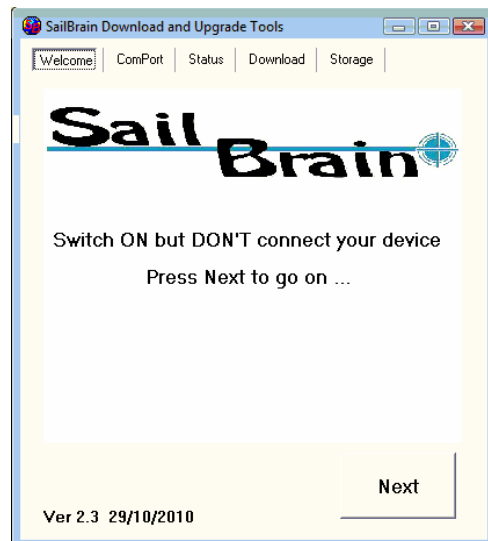 SailBrain Download and Upgrade Tools
Welcome ComPort Status Download Storage
Sail
Brain
Switch ON but DON'T connect your device
Press Next to go on ...
Next
Ver 2.3 29/10/2010